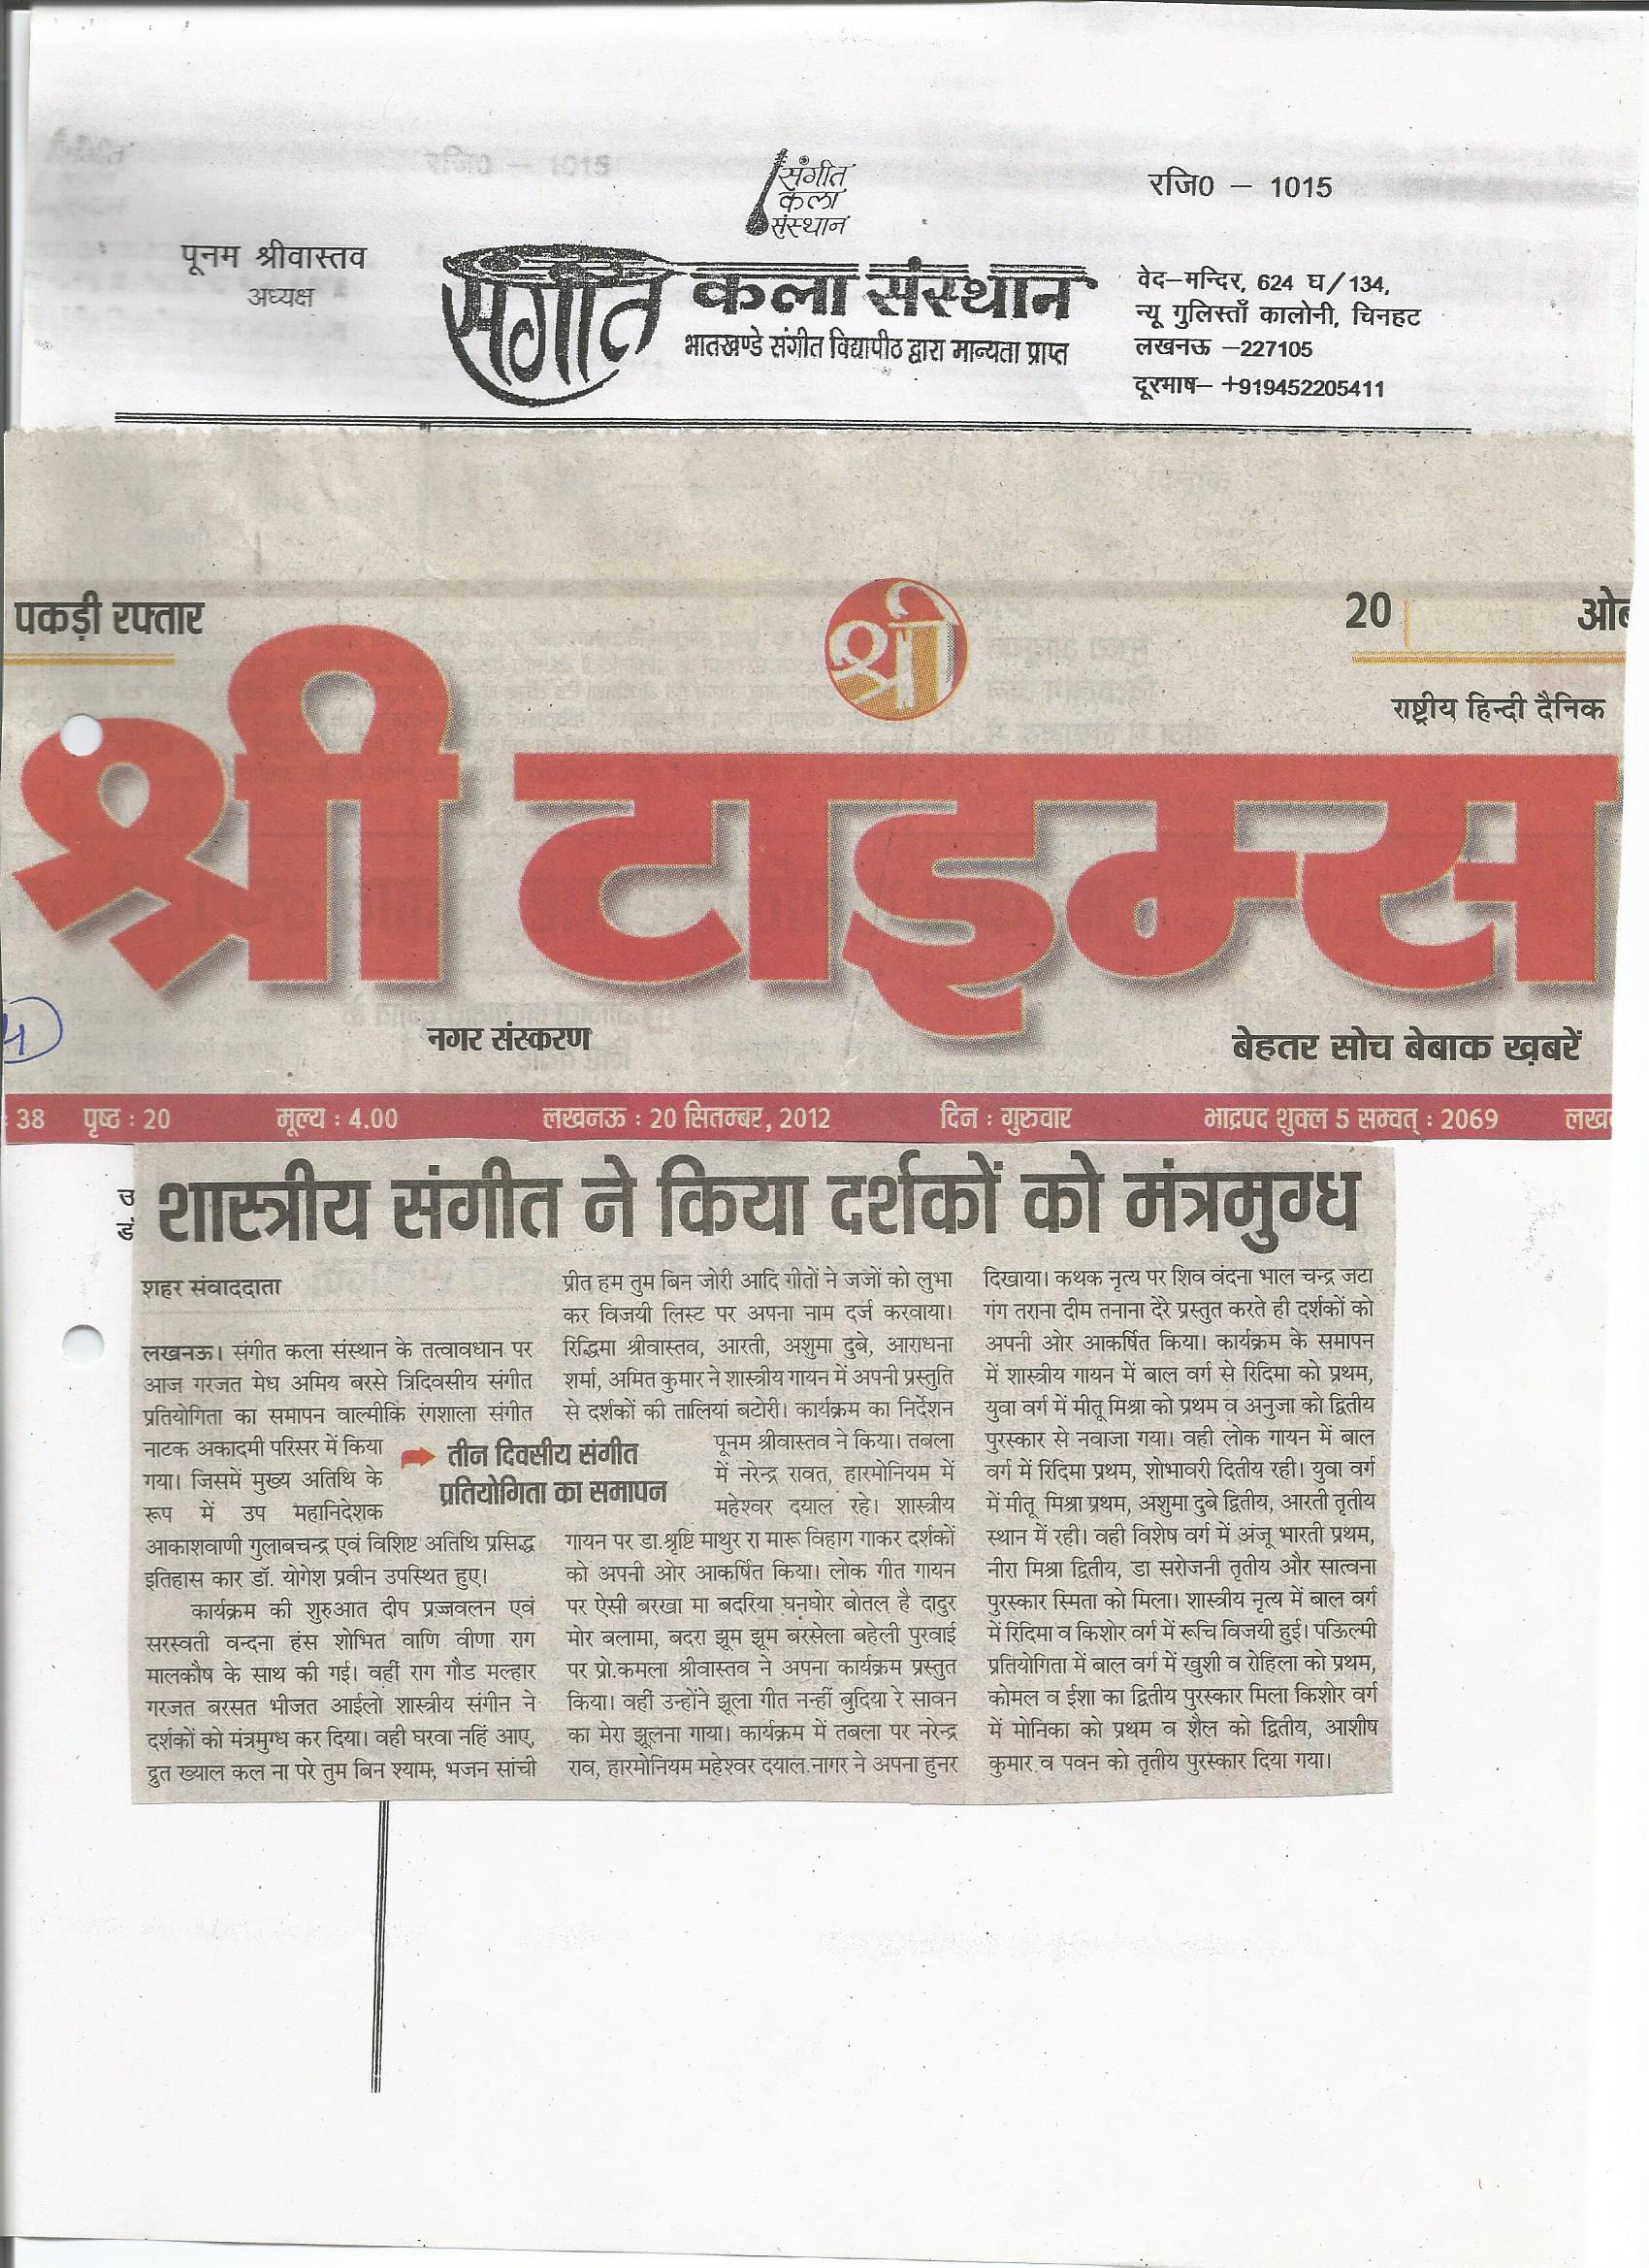 संगीत
कला
संस्थान
रजि0 – 1015
पूनम श्रीवास्तव
अध्यक्ष
संगीत कला संस्थान
भातखण्डे संगीत विद्यापीठ द्वारा मान्यता प्राप्त
वेद–मन्दिर, 624 घ/134,
न्यू गुलिस्ताँ कालोनी, चिनहट
लखनऊ –227105
दूरभाष– +919452205411
पकड़ी रफ्तार
श्री
20
राष्ट्रीय हिन्दी दैनिक
श्री टाइम्स
नगर संस्करण
बेहतर सोच बेबाक ख़बरें
: 38 पृष्ठ : 20 मूल्य : 4.00 लखनऊ : 20 सितम्बर, 2012 दिन : गुरुवार भाद्रपद शुक्ल 5 सम्वत् : 2069
शास्त्रीय संगीत ने किया दर्शकों को मंत्रमुग्ध
शहर संवाददाता
लखनऊ। संगीत कला संस्थान के तत्वावधान पर
आज गरजत मेघ अमिय बरसे त्रिदिवसीय संगीत
प्रतियोगिता का समापन वाल्मीकि रंगशाला संगीत
नाटक अकादमी परिसर में किया
गया। जिसमें मुख्य अतिथि के
रूप में उप महानिदेशक
आकाशवाणी गुलाबचन्द्र एवं विशिष्ट अतिथि प्रसिद्ध
इतिहास कार डॉ. योगेश प्रवीन उपस्थित हुए।
कार्यक्रम की शुरुआत दीप प्रज्जवलन एवं
सरस्वती वन्दना हंस शोभित वाणि वीणा राग
मालकौष के साथ की गई। वहीं राग गौड मल्हार
गरजत बरसत भीजत आईलो शास्त्रीय संगीन ने
दर्शकों को मंत्रमुग्ध कर दिया। वही घरवा नहिं आए,
द्रुत ख्याल कल ना परे तुम बिन श्याम, भजन सांची
तीन दिवसीय संगीत
प्रतियोगिता का समापन
प्रीत हम तुम बिन जोरी आदि गीतों ने जजों को लुभा
कर विजयी लिस्ट पर अपना नाम दर्ज करवाया।
रिद्धिमा श्रीवास्तव, आरती, अशुमा दुबे, आराधना
शर्मा, अमित कुमार ने शास्त्रीय गायन में अपनी प्रस्तुति
से दर्शकों की तालियां बटोरी। कार्यक्रम का निर्देशन
पूनम श्रीवास्तव ने किया। तबला
में नरेन्द्र रावत, हारमोनियम में
महेश्वर दयाल रहे। शास्त्रीय
गायन पर डा.श्रृष्टि माथुर रा मारू विहाग गाकर दर्शकों
को अपनी ओर आकर्षित किया। लोक गीत गायन
पर ऐसी बरखा मा बदरिया घनघोर बोतल है दादुर
मोर बलामा, बदरा झूम झूम बरसेला बहेली पुरवाई
पर प्रो.कमला श्रीवास्तव ने अपना कार्यक्रम प्रस्तुत
किया। वहीं उन्होंने झूला गीत नन्हीं बुदिया रे सावन
का मेरा झूलना गाया। कार्यक्रम में तबला पर नरेन्द्र
राव, हारमोनियम महेश्वर दयाल नागर ने अपना हुनर
दिखाया। कथक नृत्य पर शिव वंदना भाल चन्द्र जटा
गंग तराना दीम तनाना देरे प्रस्तुत करते ही दर्शकों को
अपनी ओर आकर्षित किया। कार्यक्रम के समापन
में शास्त्रीय गायन में बाल वर्ग से रिदिमा को प्रथम,
युवा वर्ग में मीतू मिश्रा को प्रथम व अनुजा को द्वितीय
पुरस्कार से नवाजा गया। वही लोक गायन में बाल
वर्ग में रिदिमा प्रथम, शोभावरी दितीय रही। युवा वर्ग
में मीतू मिश्रा प्रथम, अशुमा दुबे द्वितीय, आरती तृतीय
स्थान में रही। वही विशेष वर्ग में अंजू भारती प्रथम,
नीरा मिश्रा द्वितीय, डा सरोजनी तृतीय और सात्वना
पुरस्कार स्मिता को मिला। शास्त्रीय नृत्य में बाल वर्ग
में रिदिमा व किशोर वर्ग में रूचि विजयी हुई।
प्रतियोगिता में बाल वर्ग में खुशी व रोहिला को प्रथम,
कोमल व ईशा का द्वितीय पुरस्कार मिला किशोर वर्ग
में मोनिका को प्रथम व शैल को द्वितीय, आशीष
कुमार व पवन को तृतीय पुरस्कार दिया गया।